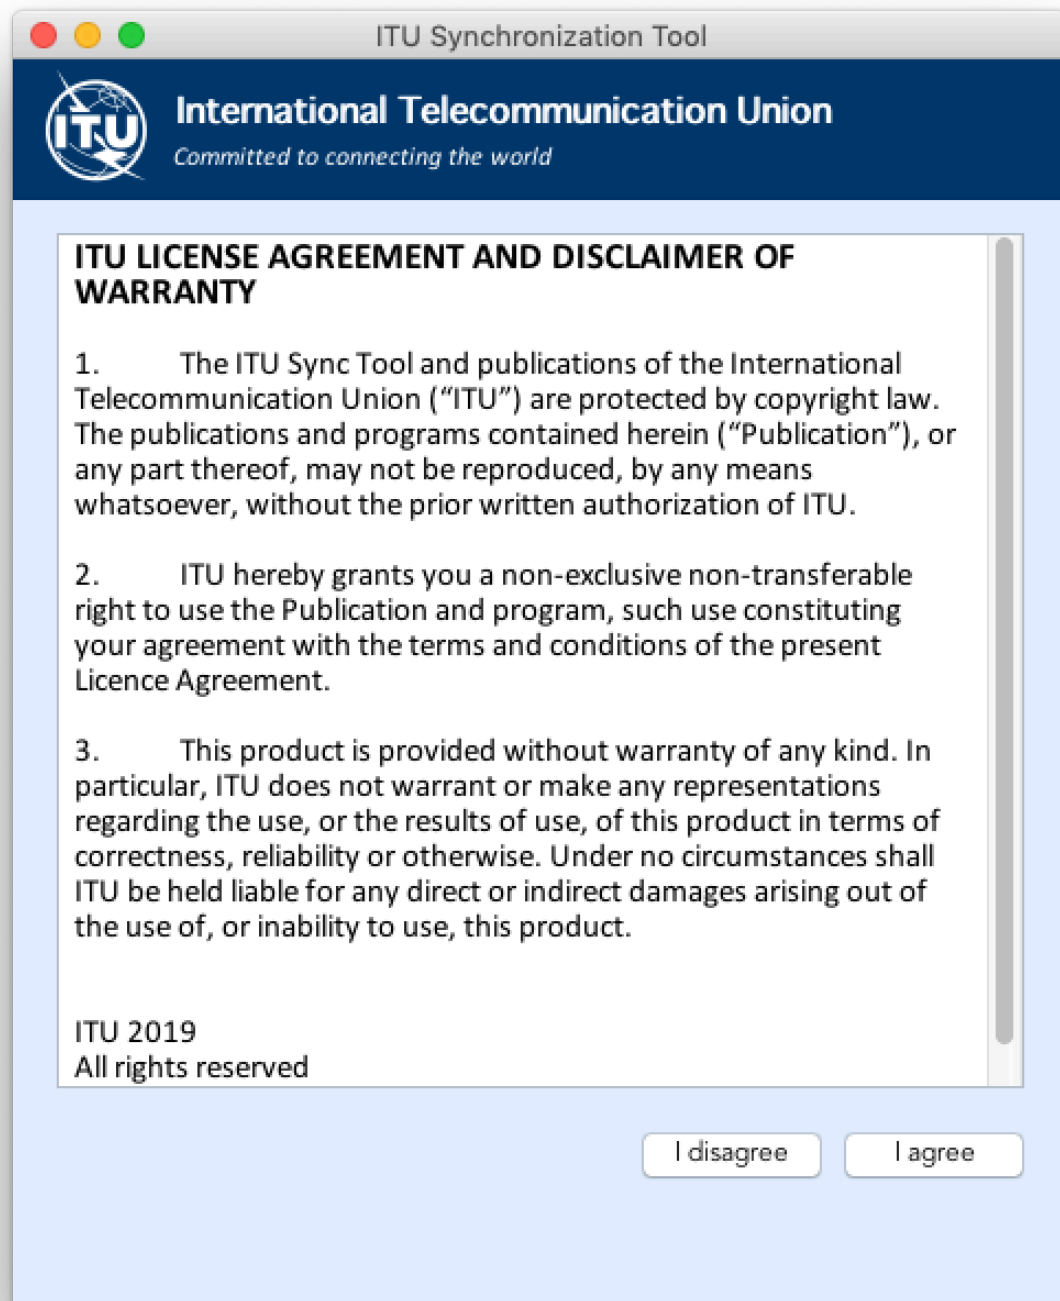 ITU Synchronization Tool
ITU
International Telecommunication Union
Committed to connecting the world
ITU LICENSE AGREEMENT AND DISCLAIMER OF
WARRANTY
1. The ITU Sync Tool and publications of the International
Telecommunication Union (“ITU”) are protected by copyright law.
The publications and programs contained herein (“Publication”), or
any part thereof, may not be reproduced, by any means
whatsoever, without the prior written authorization of ITU.
2. ITU hereby grants you a non-exclusive non-transferable
right to use the Publication and program, such use constituting
your agreement with the terms and conditions of the present
Licence Agreement.
3. This product is provided without warranty of any kind. In
particular, ITU does not warrant or make any representations
regarding the use, or the results of use, of this product in terms of
correctness, reliability or otherwise. Under no circumstances shall
ITU be held liable for any direct or indirect damages arising out of
the use of, or inability to use, this product.
ITU 2019
All rights reserved
I disagree
I agree